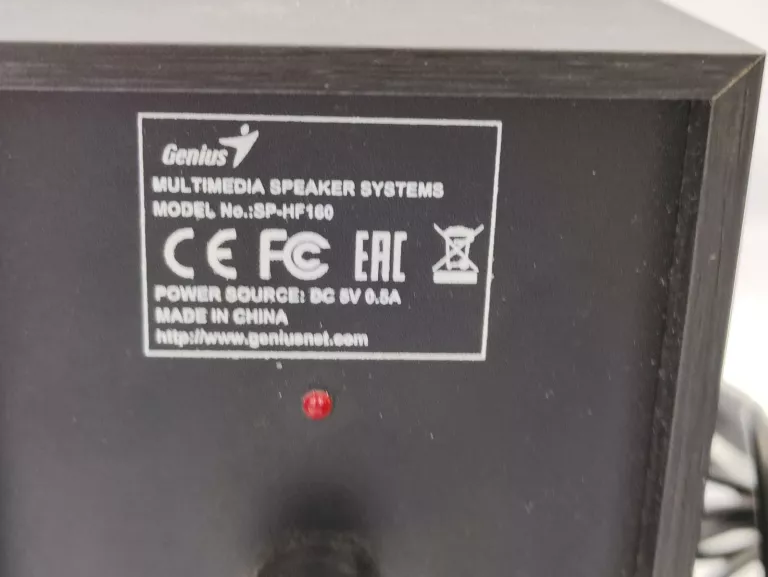 Genius
MULTIMEDIA SPEAKER SYSTEMS
MODEL No.:SP-HF160
CE FC EAC
POWER SOURCE: DC 5V 0.5A
MADE IN CHINA
http://www.geniusnet.com